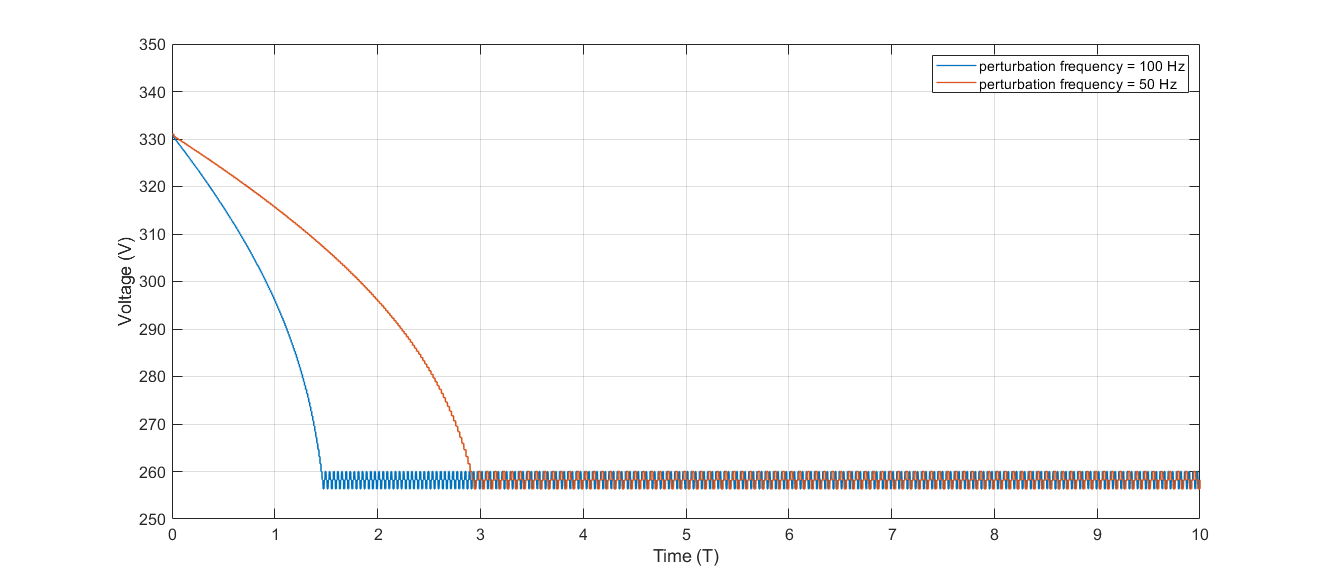 350
340
330
320
310
300
290
280
270
260
250
Voltage (V)
perturbation frequency = 100 Hz
perturbation frequency = 50 Hz
0 1 2 3 4 5 6 7 8 9 10
Time (T)